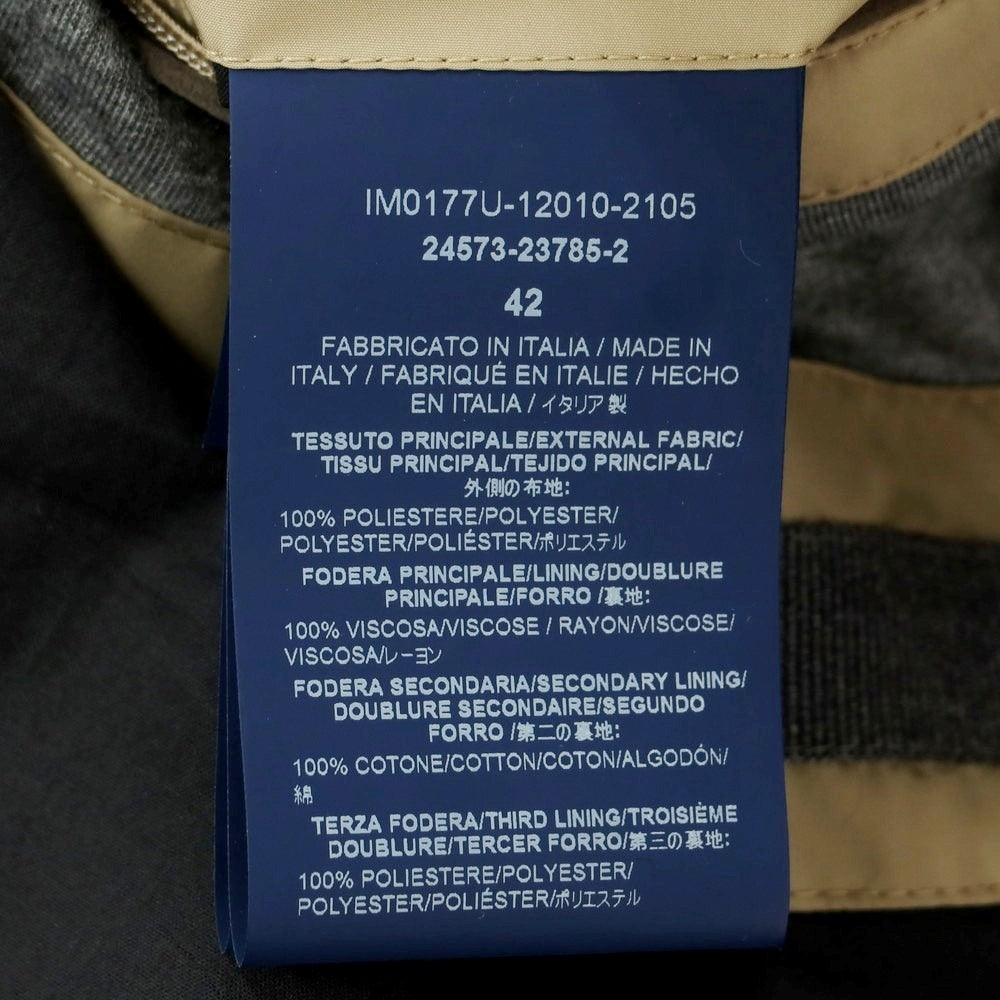 IM0177U-12010-2105
24573-23785-2
42
FABBRICATO IN ITALIA / MADE IN
ITALY / FABRIQUÉ EN ITALIE / HECHO
EN ITALIA / イタリア製
TESSUTO PRINCIPALE/EXTERNAL FABRIC/
TISSU PRINCIPAL/TEJIDO PRINCIPAL/
外側の布地:
100% POLIESTERE/POLYESTER/
POLYESTER/POLIÉSTER/ポリエステル
FODERA PRINCIPALE/LINING/DOUBLURE
PRINCIPALE/FORRO /裏地:
100% VISCOSA/VISCOSE / RAYON/VISCOSE/
VISCOSA/レーヨン
FODERA SECONDARIA/SECONDARY LINING/
DOUBLURE SECONDAIRE/SEGUNDO
FORRO /第二の裏地:
100% COTONE/COTTON/COTON/ALGODÓN/
綿
TERZA FODERA/THIRD LINING/TROISIÈME
DOUBLURE/TERCER FORRO/第三の裏地:
100% POLIESTERE/POLYESTER/
POLYESTER/POLIÉSTER/ポリエステル